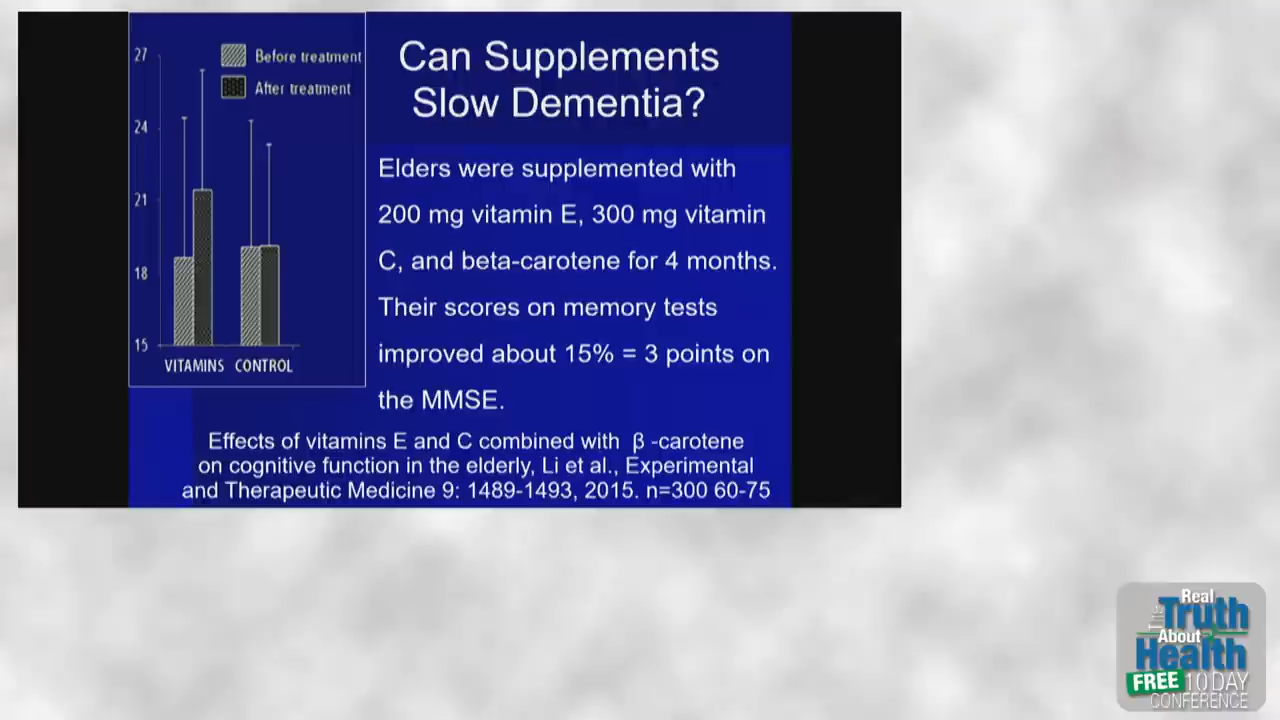 Can Supplements
Slow Dementia?
27
24
21
18
15
Before treatment
After treatment
VITAMINS CONTROL
Elders were supplemented with
200 mg vitamin E, 300 mg vitamin
C, and beta-carotene for 4 months.
Their scores on memory tests
improved about 15% = 3 points on
the MMSE.
Effects of vitamins E and C combined with β -carotene
on cognitive function in the elderly, Li et al., Experimental
and Therapeutic Medicine 9: 1489-1493, 2015. n=300 60-75
The Real
Truth
About
Health
FREE 10 DAY
CONFERENCE